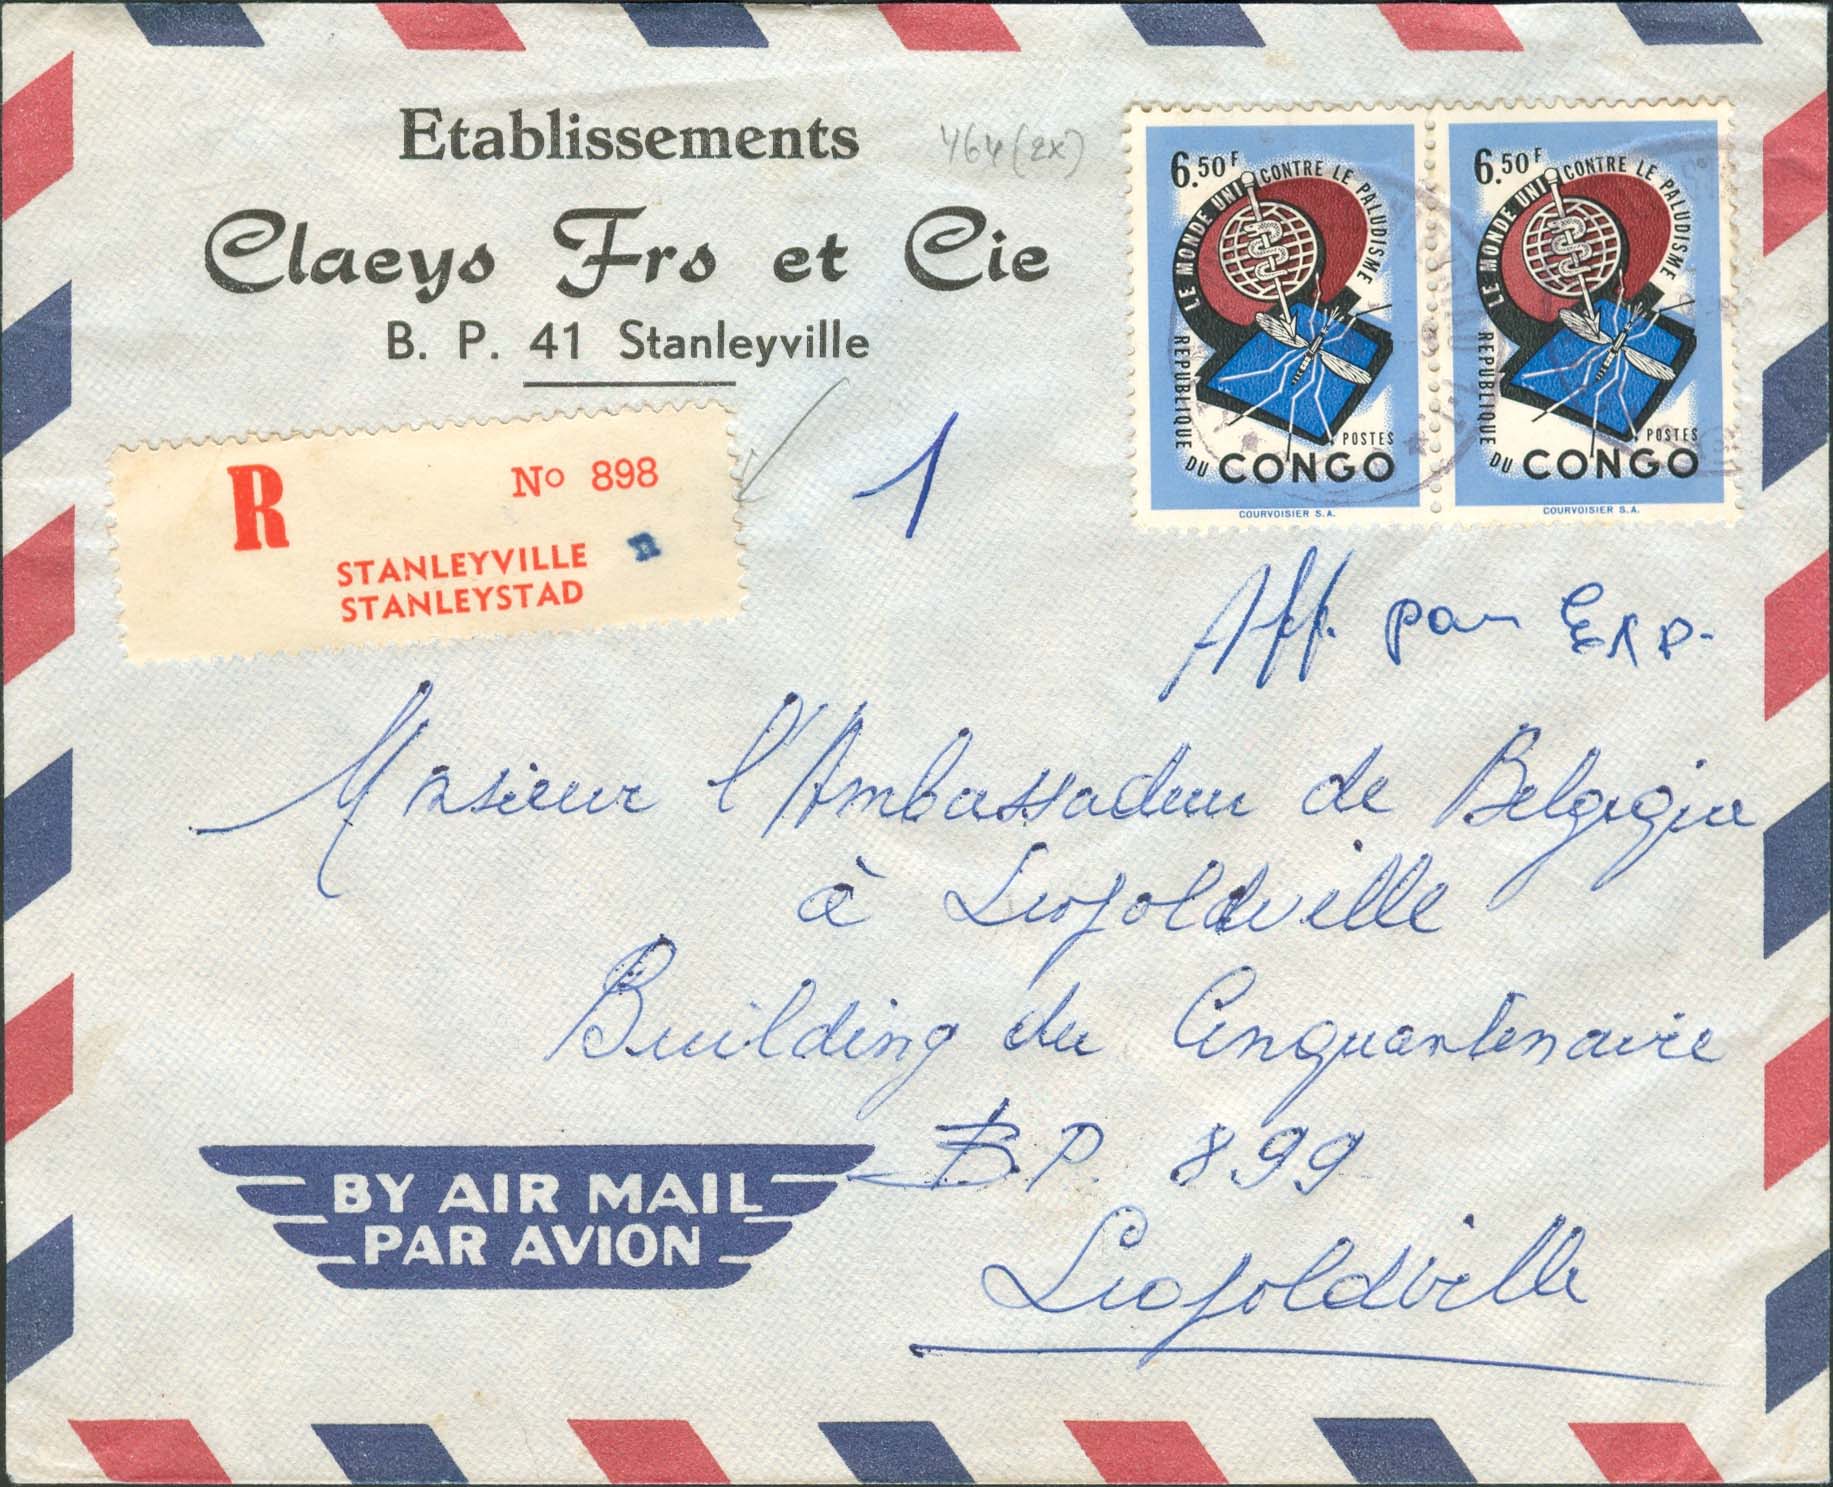 Etablissements
464 (2x)
Claeys Frs et Cie
B. P. 41 Stanleyville
6.50F
LE MONDE UNI CONTRE LE PALUDISME
REPUBLIQUE DU CONGO
POSTES
COURVOISIER S.A.
6.50F
LE MONDE UNI CONTRE LE PALUDISME
REPUBLIQUE DU CONGO
POSTES
COURVOISIER S.A.
R
No 898
STANLEYVILLE
STANLEYSTAD
n
1
Aff. par Exp.
Monsieur l'Ambassadeur de Belgique
à Leopoldville
Building du Cinquantenaire
B.P. 899
Leopoldville
BY AIR MAIL
PAR AVION